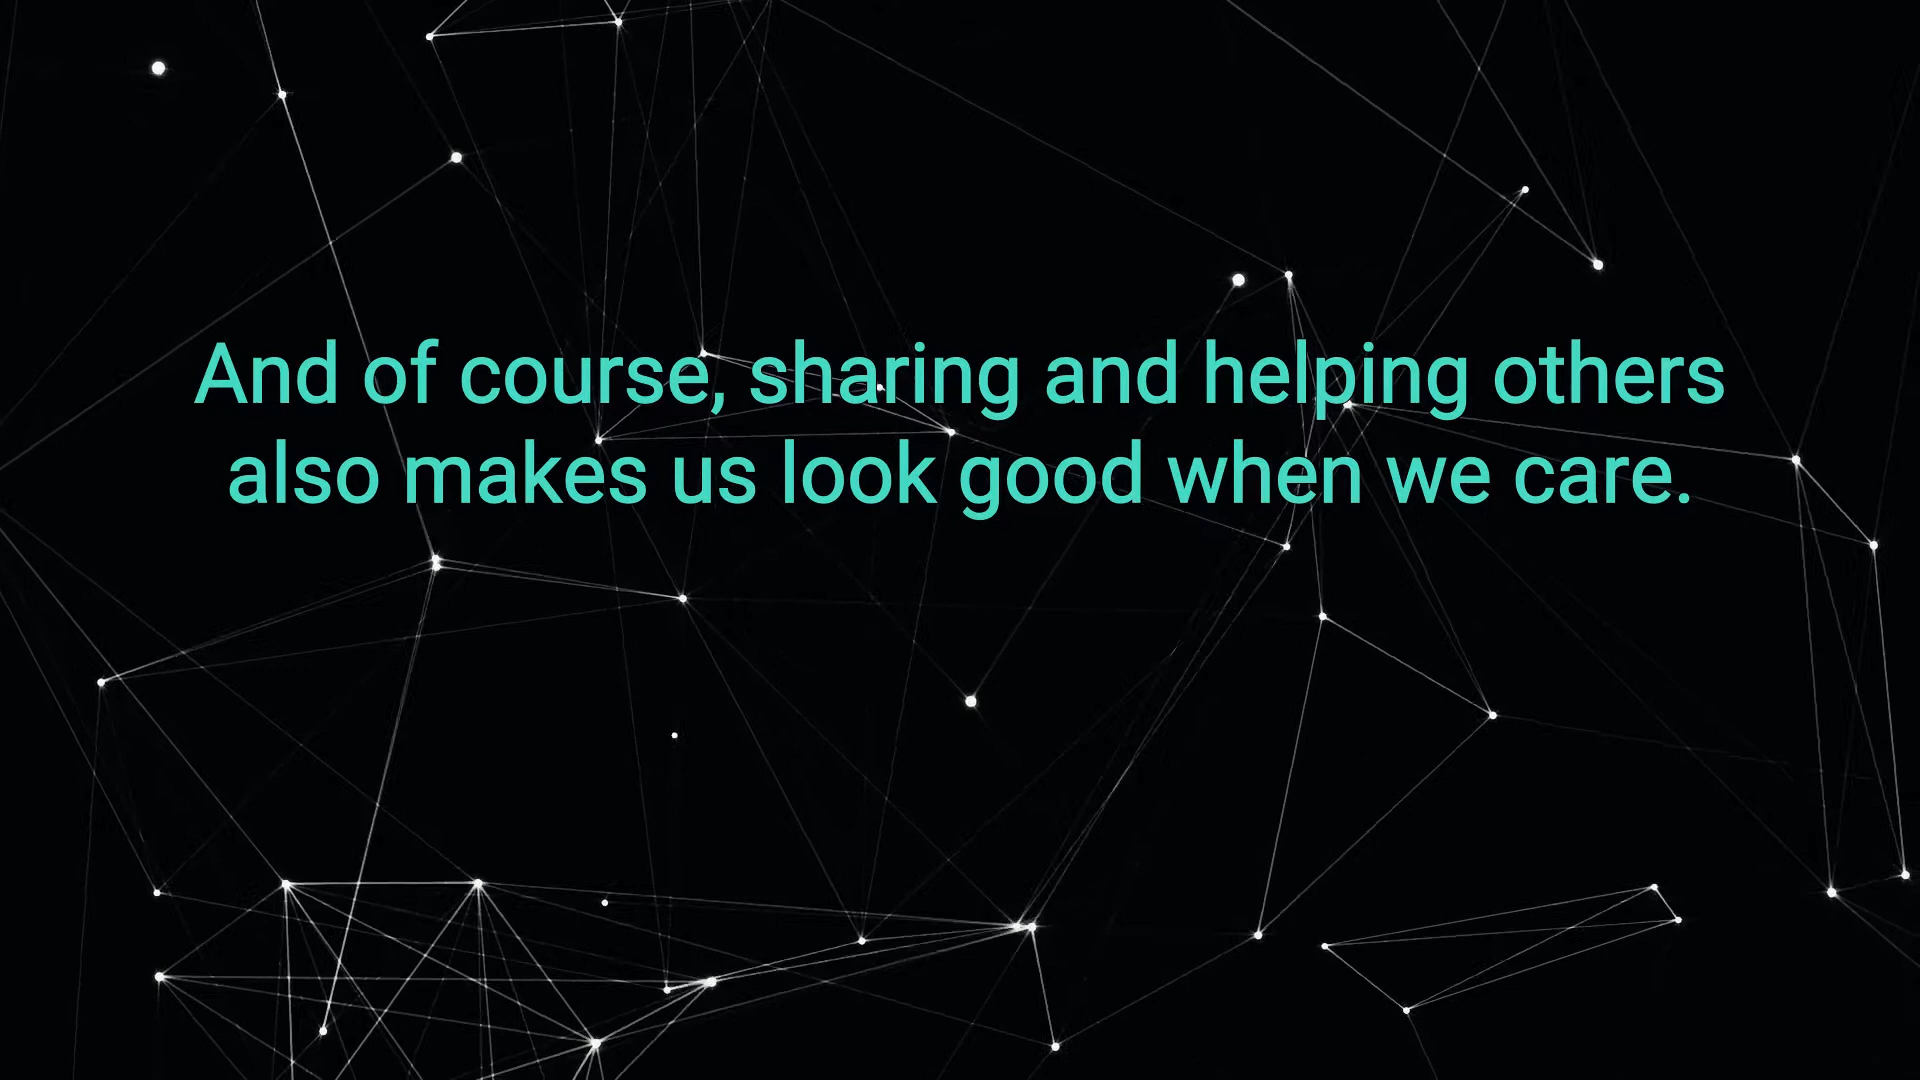 And of course, sharing and helping others
also makes us look good when we care.